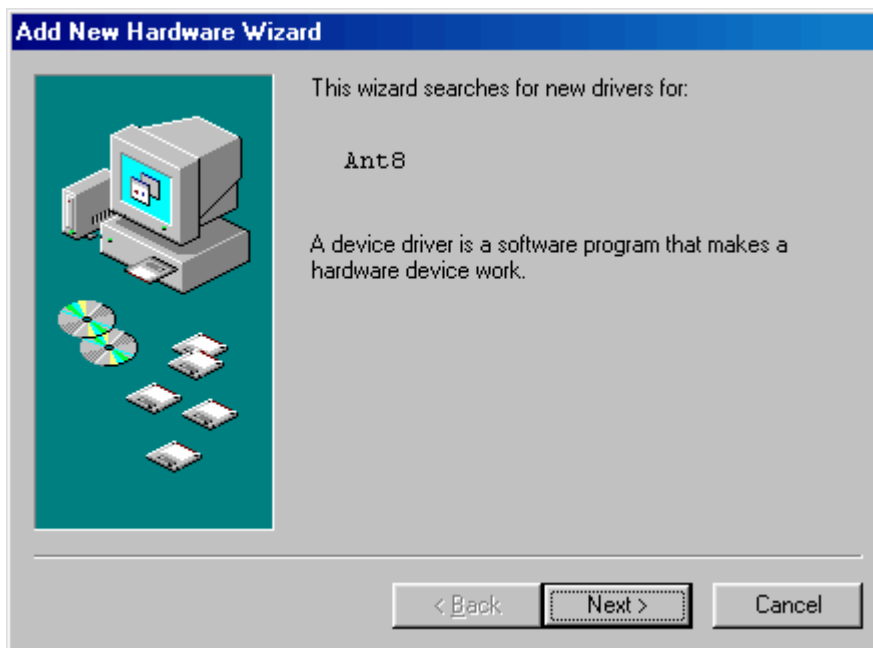 Add New Hardware Wizard
This wizard searches for new drivers for:
Ant8
A device driver is a software program that makes a
hardware device work.
< Back
Next >
Cancel